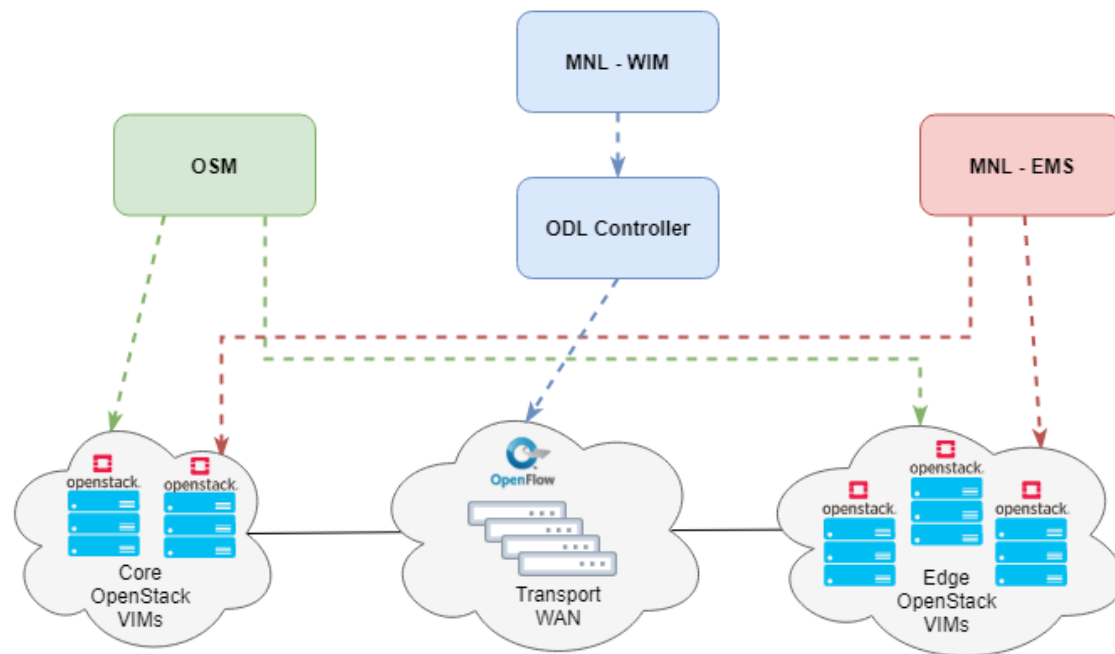 MNL - WIM
OSM
MNL - EMS
ODL Controller
openstack.
openstack.
Core
OpenStack
VIMs
OpenFlow
Transport
WAN
openstack.
openstack.
openstack.
Edge
OpenStack
VIMs